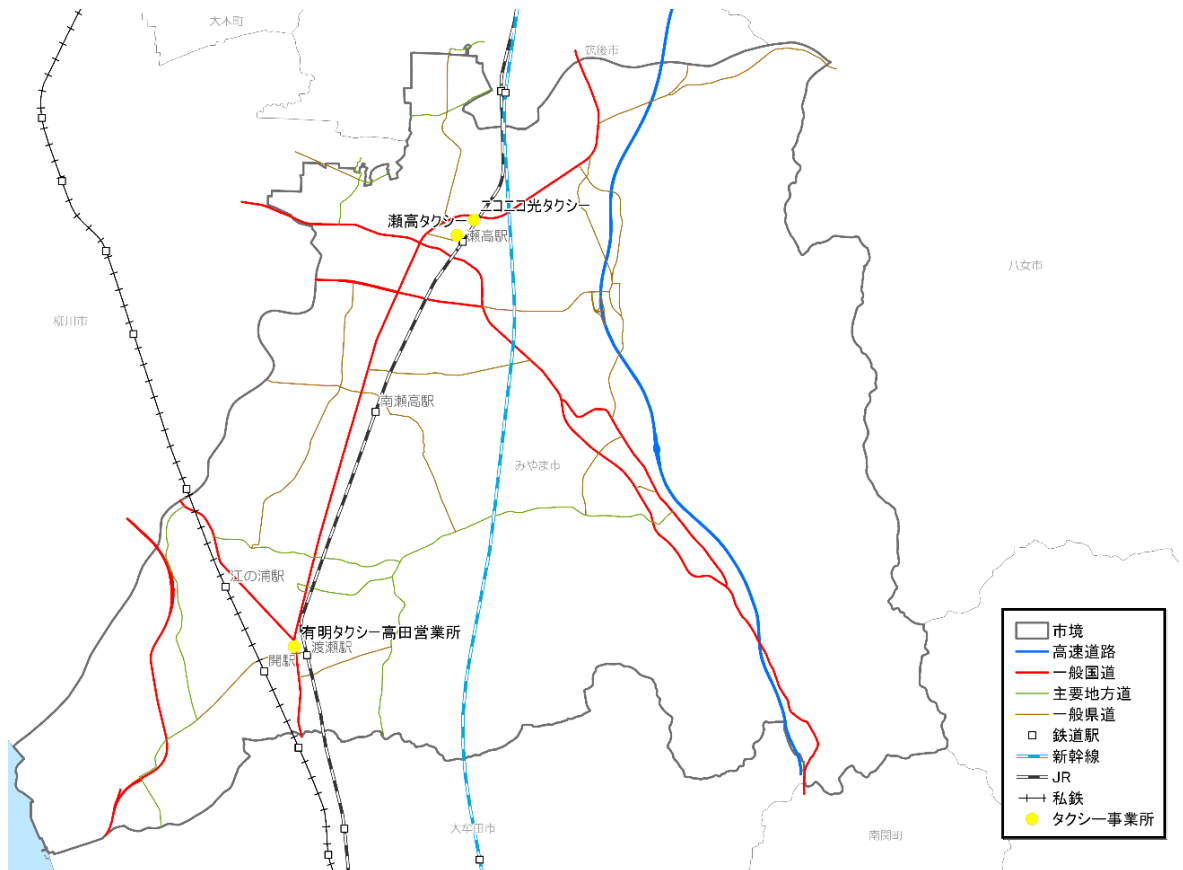 大木町
筑後市
ニコニコ光タクシー
瀬高タクシー
瀬高駅
八女市
柳川市
南瀬高駅
みやま市
江の浦駅
有明タクシー高田営業所
渡瀬駅
開駅
大牟田市
南関町
市境
高速道路
一般国道
主要地方道
一般県道
鉄道駅
新幹線
JR
私鉄
タクシー事業所